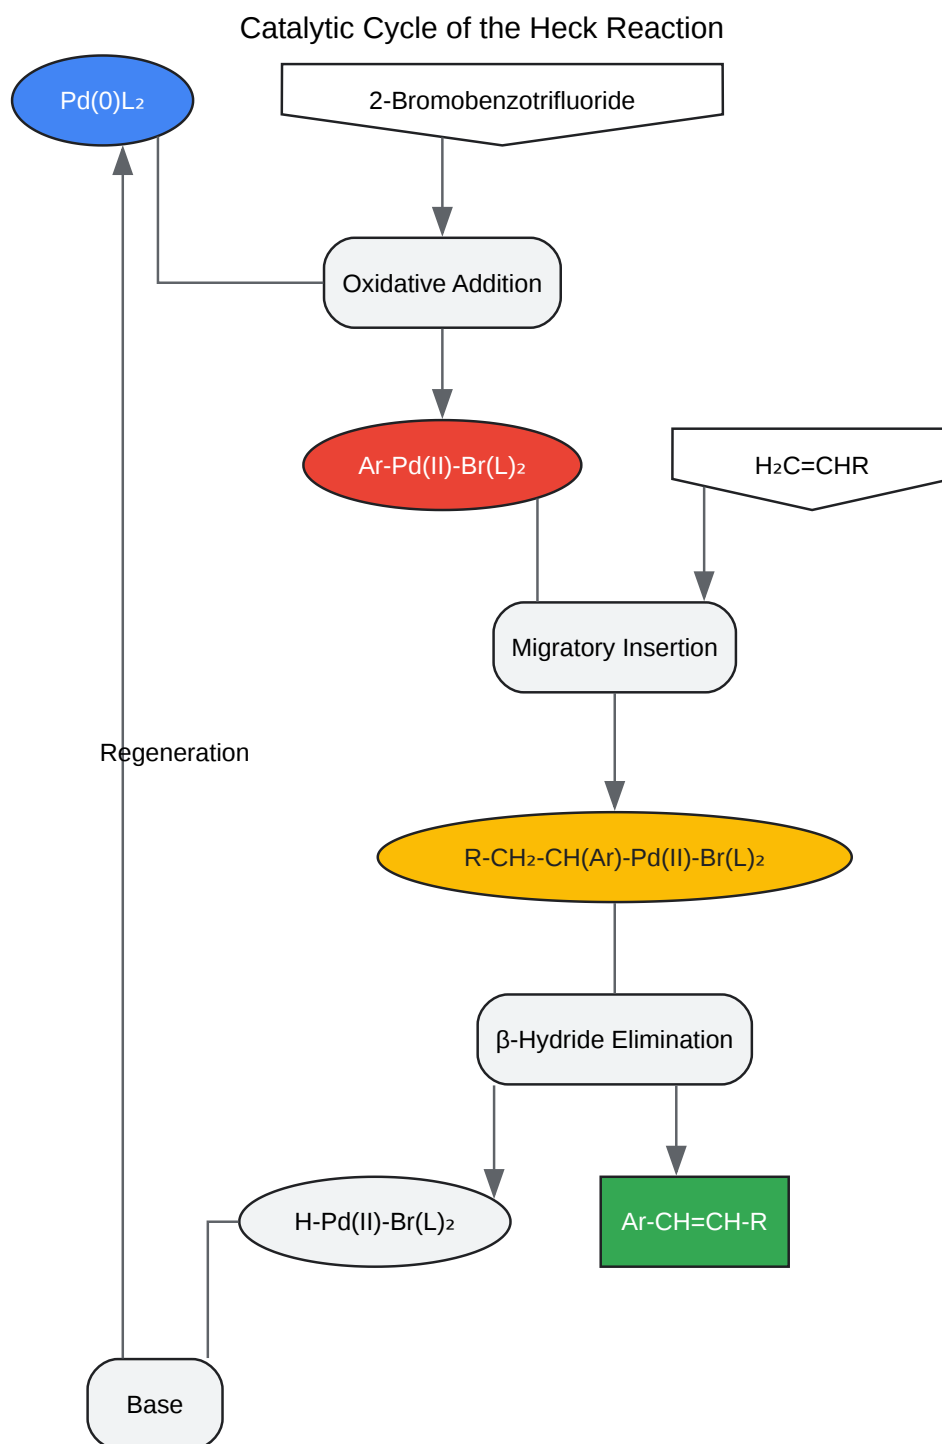 Catalytic Cycle of the Heck Reaction
Pd(0)L₂
2-Bromobenzotrifluoride
Oxidative Addition
Ar-Pd(II)-Br(L)₂
H₂C=CHR
Migratory Insertion
Regeneration
R-CH₂-CH(Ar)-Pd(II)-Br(L)₂
β-Hydride Elimination
H-Pd(II)-Br(L)₂
Ar-CH=CH-R
Base